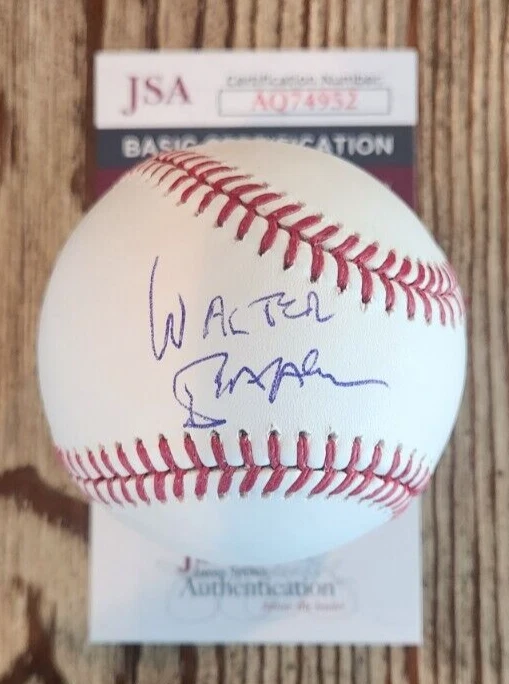 JSA
Certification Number:
AQ74952
BASIC CERTIFICATION
WALTER
Authentication